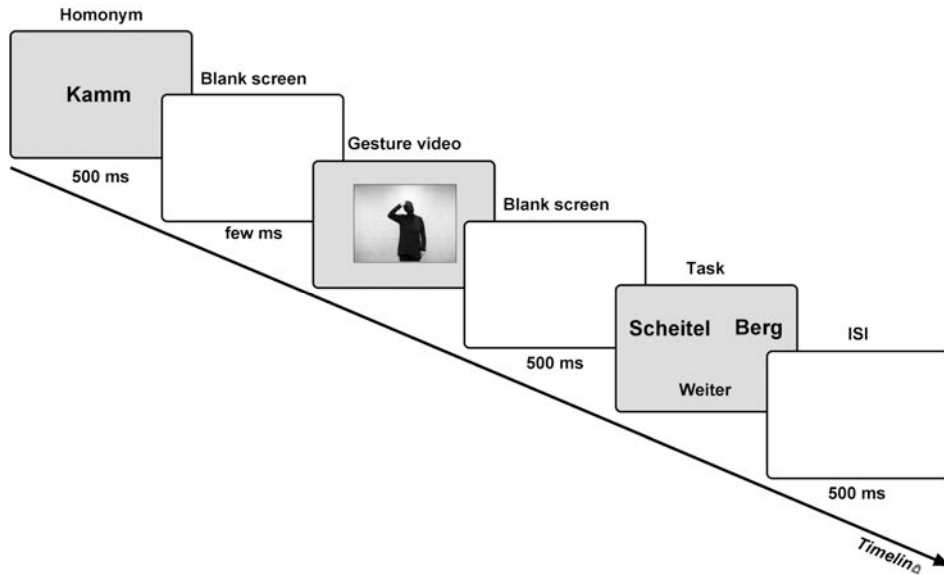 Homonym
Kamm
500 ms
Blank screen
few ms
Gesture video
Blank screen
500 ms
Task
Scheitel Berg
Weiter
ISI
500 ms
Timeline